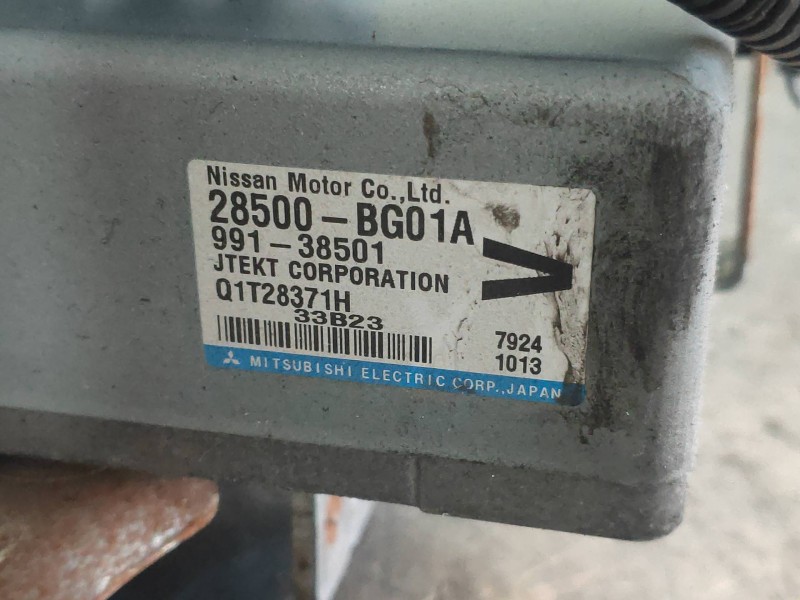 Nissan Motor Co.,Ltd.
28500-BG01A
991-38501
JTEKT CORPORATION
Q1T28371H
33B23
V
7924
1013
MITSUBISHI ELECTRIC CORP.,JAPAN